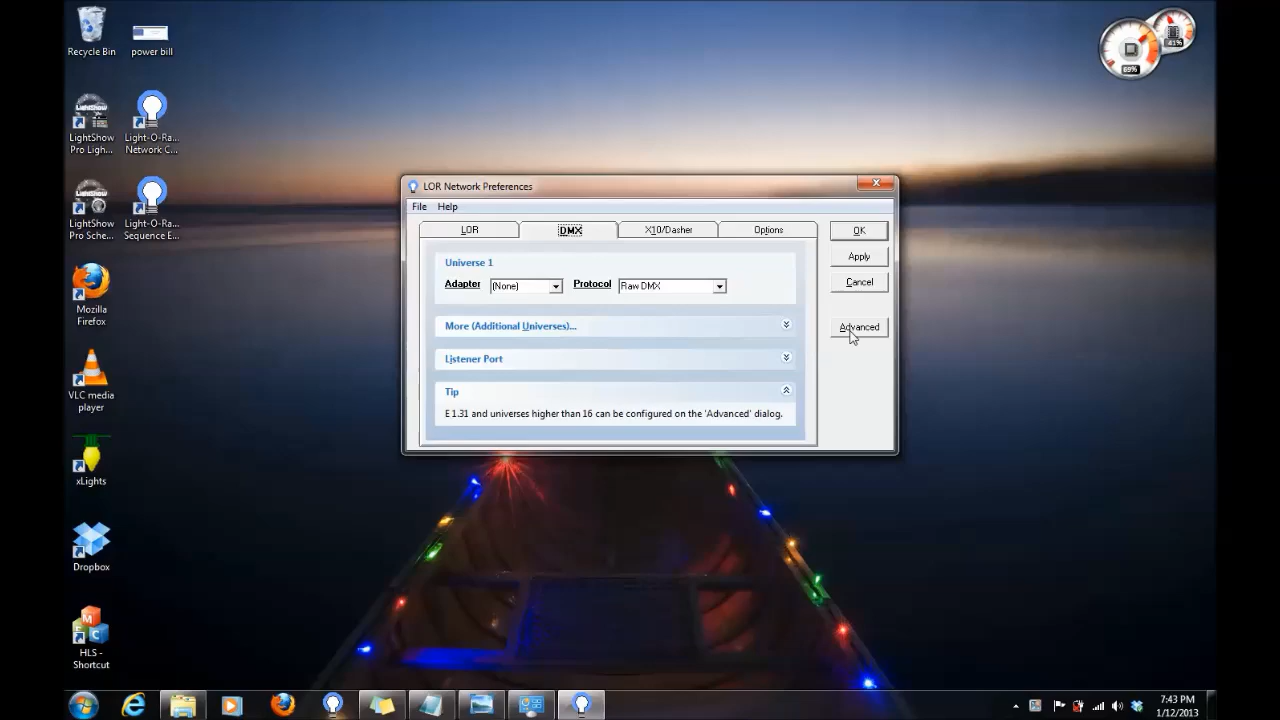 Recycle Bin
power bill
69%
41%
LightShow
Pro Ligh...
Light-O-Ra...
Network C...
LightShow
Pro Sche...
Light-O-Ra...
Sequence E...
Mozilla
Firefox
VLC media
player
xLights
Dropbox
HLS -
Shortcut
LOR Network Preferences
File Help
LOR DMX X10/Dasher Options
OK
Apply
Cancel
Advanced
Universe 1
Adapter (None) Protocol Raw DMX
More (Additional Universes)...
Listener Port
Tip
E 1.31 and universes higher than 16 can be configured on the 'Advanced' dialog.
7:43 PM
1/12/2013